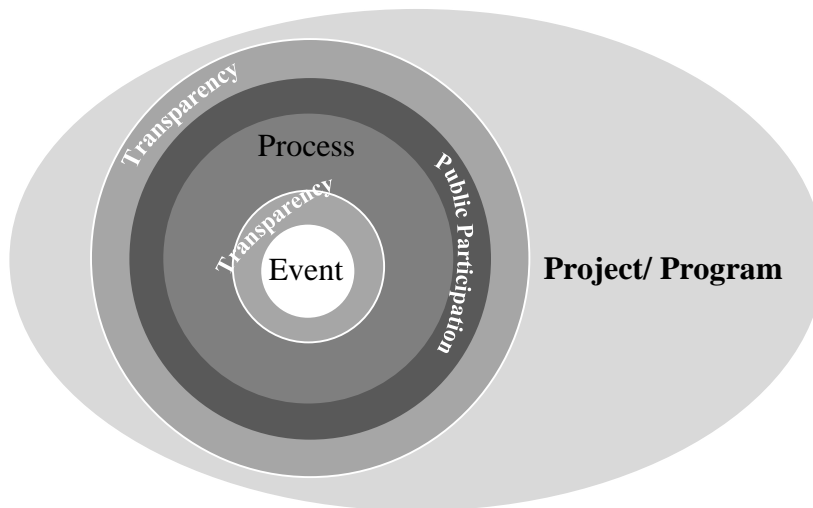 Transparency
Process
Public Participation
Transparency
Event
Project/ Program